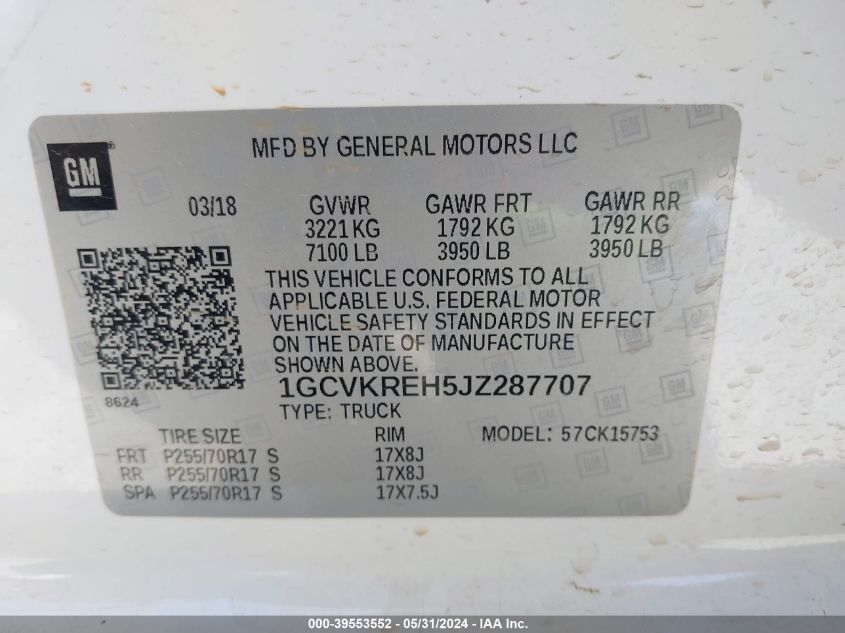 GM
MFD BY GENERAL MOTORS LLC
03/18 GVWR GAWR FRT GAWR RR
3221 KG 1792 KG 1792 KG
7100 LB 3950 LB 3950 LB
THIS VEHICLE CONFORMS TO ALL
APPLICABLE U.S. FEDERAL MOTOR
VEHICLE SAFETY STANDARDS IN EFFECT
ON THE DATE OF MANUFACTURE
SHOWN ABOVE.
8624
1GCVKREH5JZ287707
TYPE: TRUCK
TIRE SIZE RIM MODEL: 57CK15753
FRT P255/70R17 S 17X8J
RR P255/70R17 S 17X8J
SPA P255/70R17 S 17X7.5J
000-39553552 - 05/31/2024 - IAA Inc.